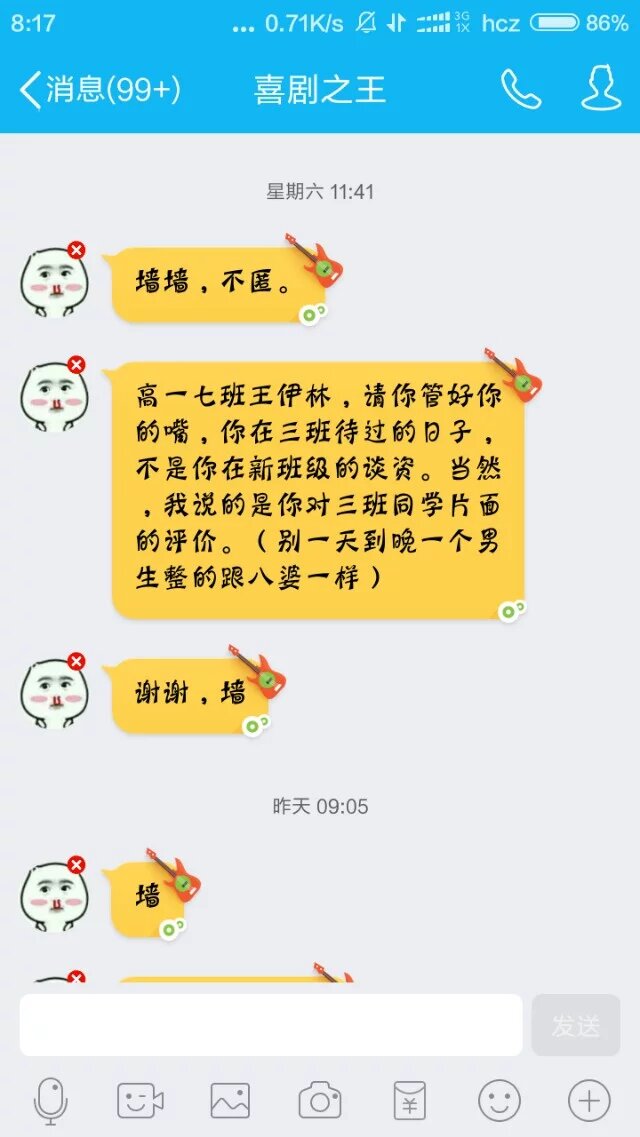 8:17
... 0.71K/s 3G 1X hcz 86%
消息(99+)
喜剧之王
星期六 11:41
墙墙，不匿。
高一七班王伊林，请你管好你
的嘴，你在三班待过的日子，
不是你在新班级的谈资。当然
，我说的是你对三班同学片面
的评价。（别一天到晚一个男
生整的跟八婆一样）
谢谢，墙
昨天 09:05
墙
发送